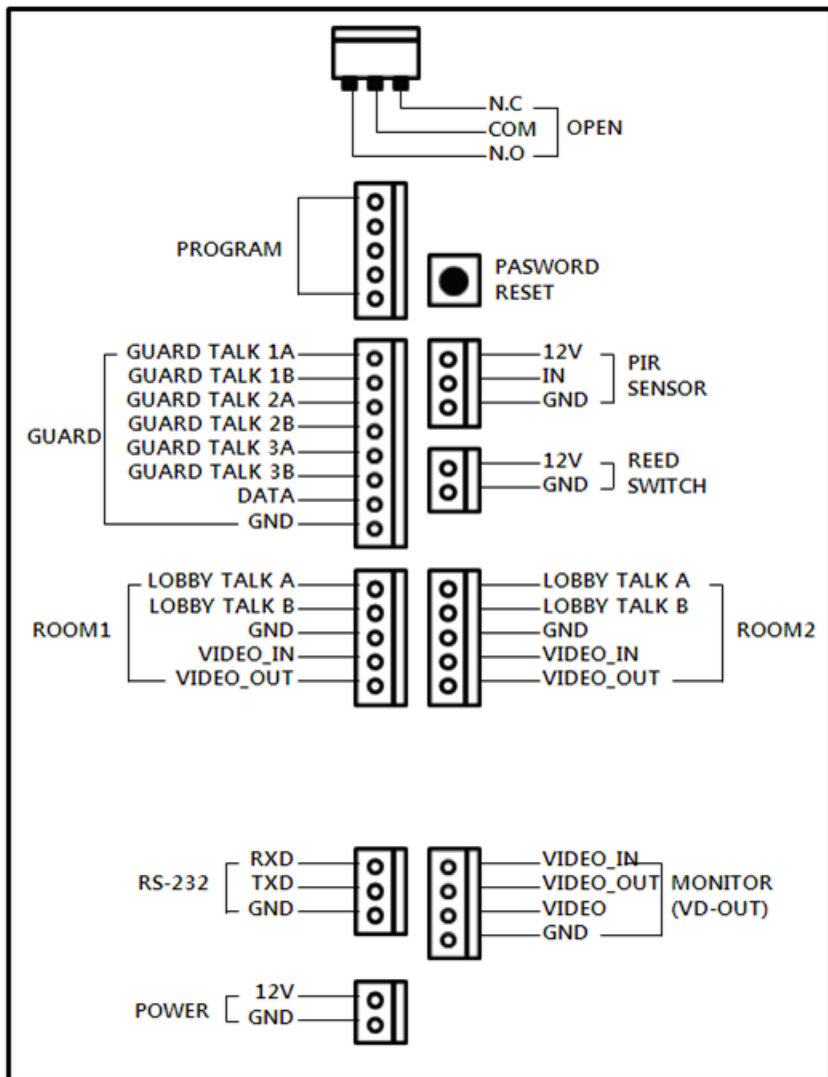 N.C
COM
N.O
OPEN
PROGRAM
PASWORD
RESET
GUARD
GUARD TALK 1A
GUARD TALK 1B
GUARD TALK 2A
GUARD TALK 2B
GUARD TALK 3A
GUARD TALK 3B
DATA
GND
12V
IN
GND
PIR
SENSOR
12V
GND
REED
SWITCH
ROOM1
LOBBY TALK A
LOBBY TALK B
GND
VIDEO_IN
VIDEO_OUT
LOBBY TALK A
LOBBY TALK B
GND
VIDEO_IN
VIDEO_OUT
ROOM2
RS-232
RXD
TXD
GND
VIDEO_IN
VIDEO_OUT
VIDEO
GND
MONITOR
(VD-OUT)
POWER
12V
GND